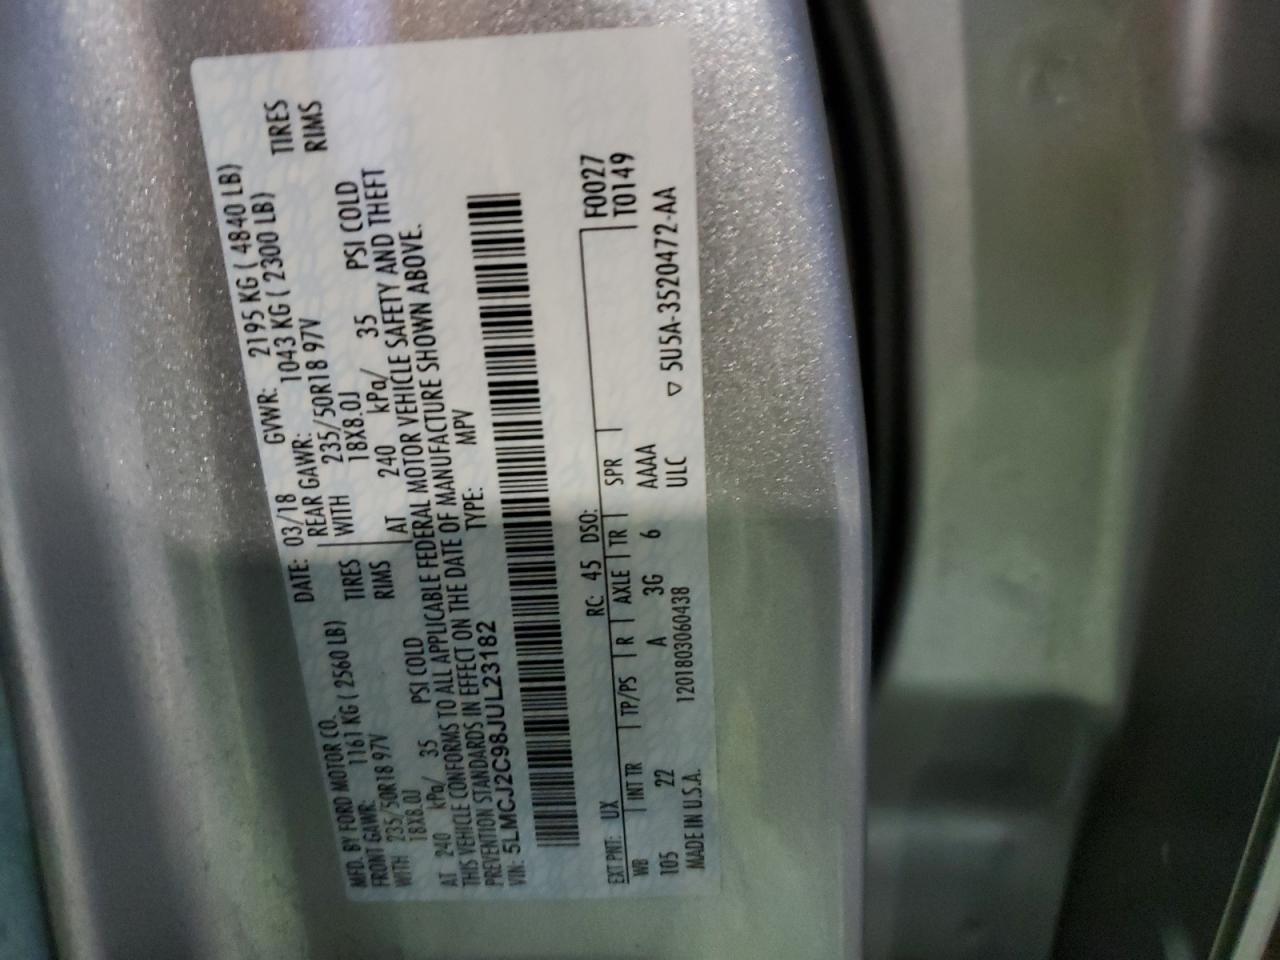 MFD. BY FORD MOTOR CO.
DATE: 03/18 GVWR: 2195 KG ( 4840 LB)
FRONT GAWR: 1161 KG ( 2560 LB) REAR GAWR: 1043 KG ( 2300 LB)
WITH 235/50R18 97V TIRES WITH 235/50R18 97V TIRES
18X8.0J RIMS 18X8.0J RIMS
AT 240 kPa/ 35 PSI COLD AT 240 kPa/ 35 PSI COLD
THIS VEHICLE CONFORMS TO ALL APPLICABLE FEDERAL MOTOR VEHICLE SAFETY AND THEFT
PREVENTION STANDARDS IN EFFECT ON THE DATE OF MANUFACTURE SHOWN ABOVE.
VIN: 5LMCJ2C98JUL23182 TYPE: MPV
EXT PNT: UX RC: 45 DSO: F0027
WB INT TR TP/PS R AXLE TR SPR T0149
105 22 A 3G 6 AAAA
MADE IN U.S.A. 1201803060438 ULC ▽ 5U5A-3520472-AA